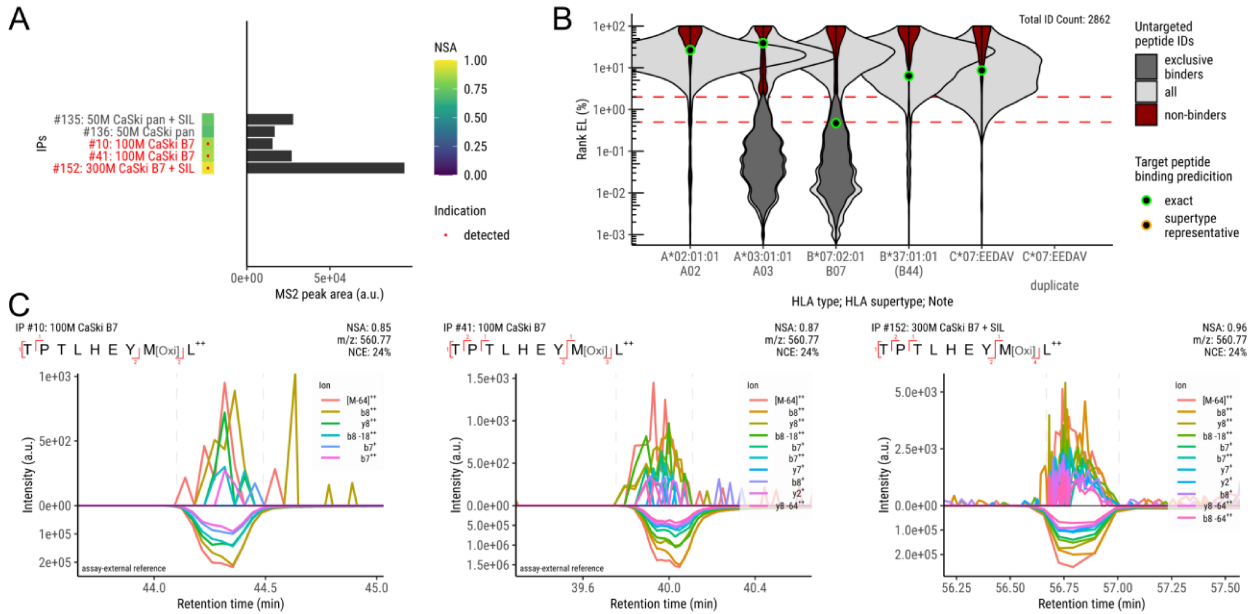 A
IPs
#135: 50M CaSki pan + SIL
#136: 50M CaSki pan
#10: 100M CaSki B7
#41: 100M CaSki B7
#152: 300M CaSki B7 + SIL
0e+00
5e+04
MS2 peak area (a.u.)
NSA
1.00
0.75
0.50
0.25
0.00
Indication
detected
B
Total ID Count: 2862
Rank EL (%)
1e+02
1e+01
1e+00
1e-01
1e-02
1e-03
A*02:01:01
A02
A*03:01:01
A03
B*07:02:01
B07
B*37:01:01
(B44)
C*07:EEDAV
C*07:EEDAV
duplicate
HLA type; HLA supertype; Note
Untargeted
peptide IDs
exclusive
binders
all
non-binders
Target peptide
binding predicition
exact
supertype
representative
C
IP #10: 100M CaSki B7
NSA: 0.85
m/z: 560.77
NCE: 24%
T P T L H E Y M[Oxi] L++
Intensity (a.u.)
1e+03
5e+02
0e+00
1e+05
2e+05
Ion
[M-64]++
b8++
y8++
b8 -18++
b7+
b7++
assay-external reference
44.0
44.5
45.0
Retention time (min)
IP #41: 100M CaSki B7
NSA: 0.87
m/z: 560.77
NCE: 24%
T P T L H E Y M[Oxi] L++
Intensity (a.u.)
1.5e+03
1.0e+03
5.0e+02
0.0e+00
5.0e+05
1.0e+06
1.5e+06
Ion
[M-64]++
b8++
y8++
b8 -18++
b7+
b7++
y7+
b8+
y2+
y8 -64++
assay-external reference
39.6
40.0
40.4
Retention time (min)
IP #152: 300M CaSki B7 + SIL
NSA: 0.96
m/z: 560.77
NCE: 24%
T P T L H E Y M[Oxi] L++
Intensity (a.u.)
5.0e+03
2.5e+03
0.0e+00
1.0e+05
2.0e+05
Ion
[M-64]++
b8++
y8++
b8 -18++
b7+
b7++
y7+
y2+
b8+
y8 -64++
b8 -64++
56.25
56.50
56.75
57.00
57.25
57.50
Retention time (min)